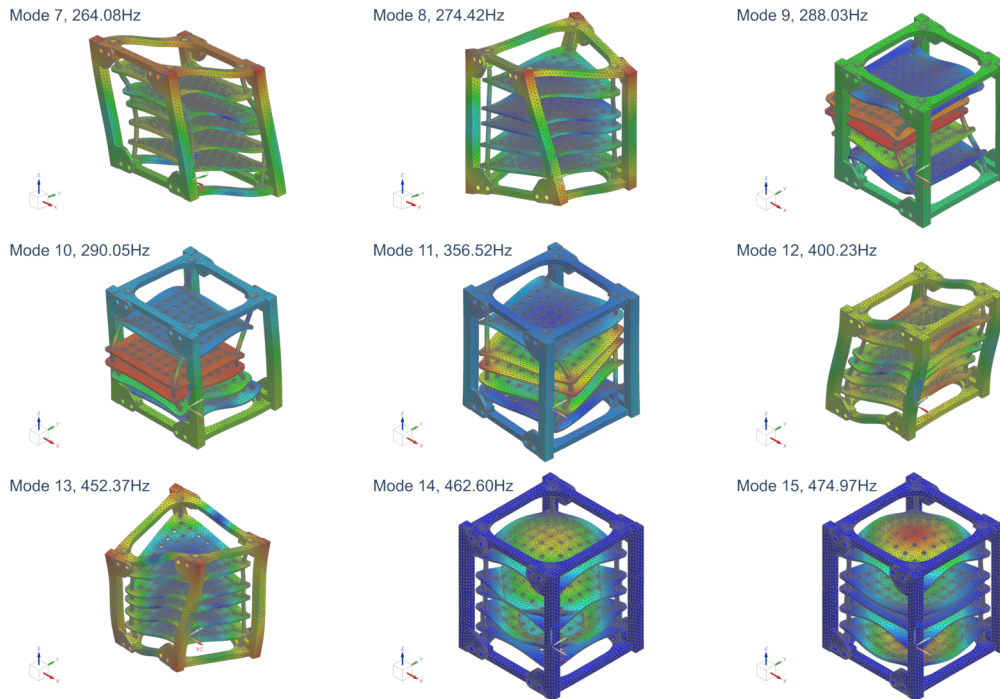 Mode 7, 264.08Hz
Mode 8, 274.42Hz
Mode 9, 288.03Hz
Z
Y
X
Z
Y
X
Z
Y
X
Mode 10, 290.05Hz
Mode 11, 356.52Hz
Mode 12, 400.23Hz
Z
Y
X
Z
Y
X
Z
Y
X
Mode 13, 452.37Hz
Mode 14, 462.60Hz
Mode 15, 474.97Hz
Z
Y
X
Z
Y
X
Z
Y
X